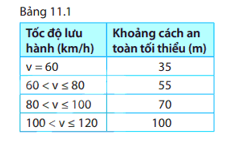 Bảng 11.1
Tốc độ lưu hành (km/h) | Khoảng cách an toàn tối thiểu (m)
v = 60 | 35
60 < v ≤ 80 | 55
80 < v ≤ 100 | 70
100 < v ≤ 120 | 100